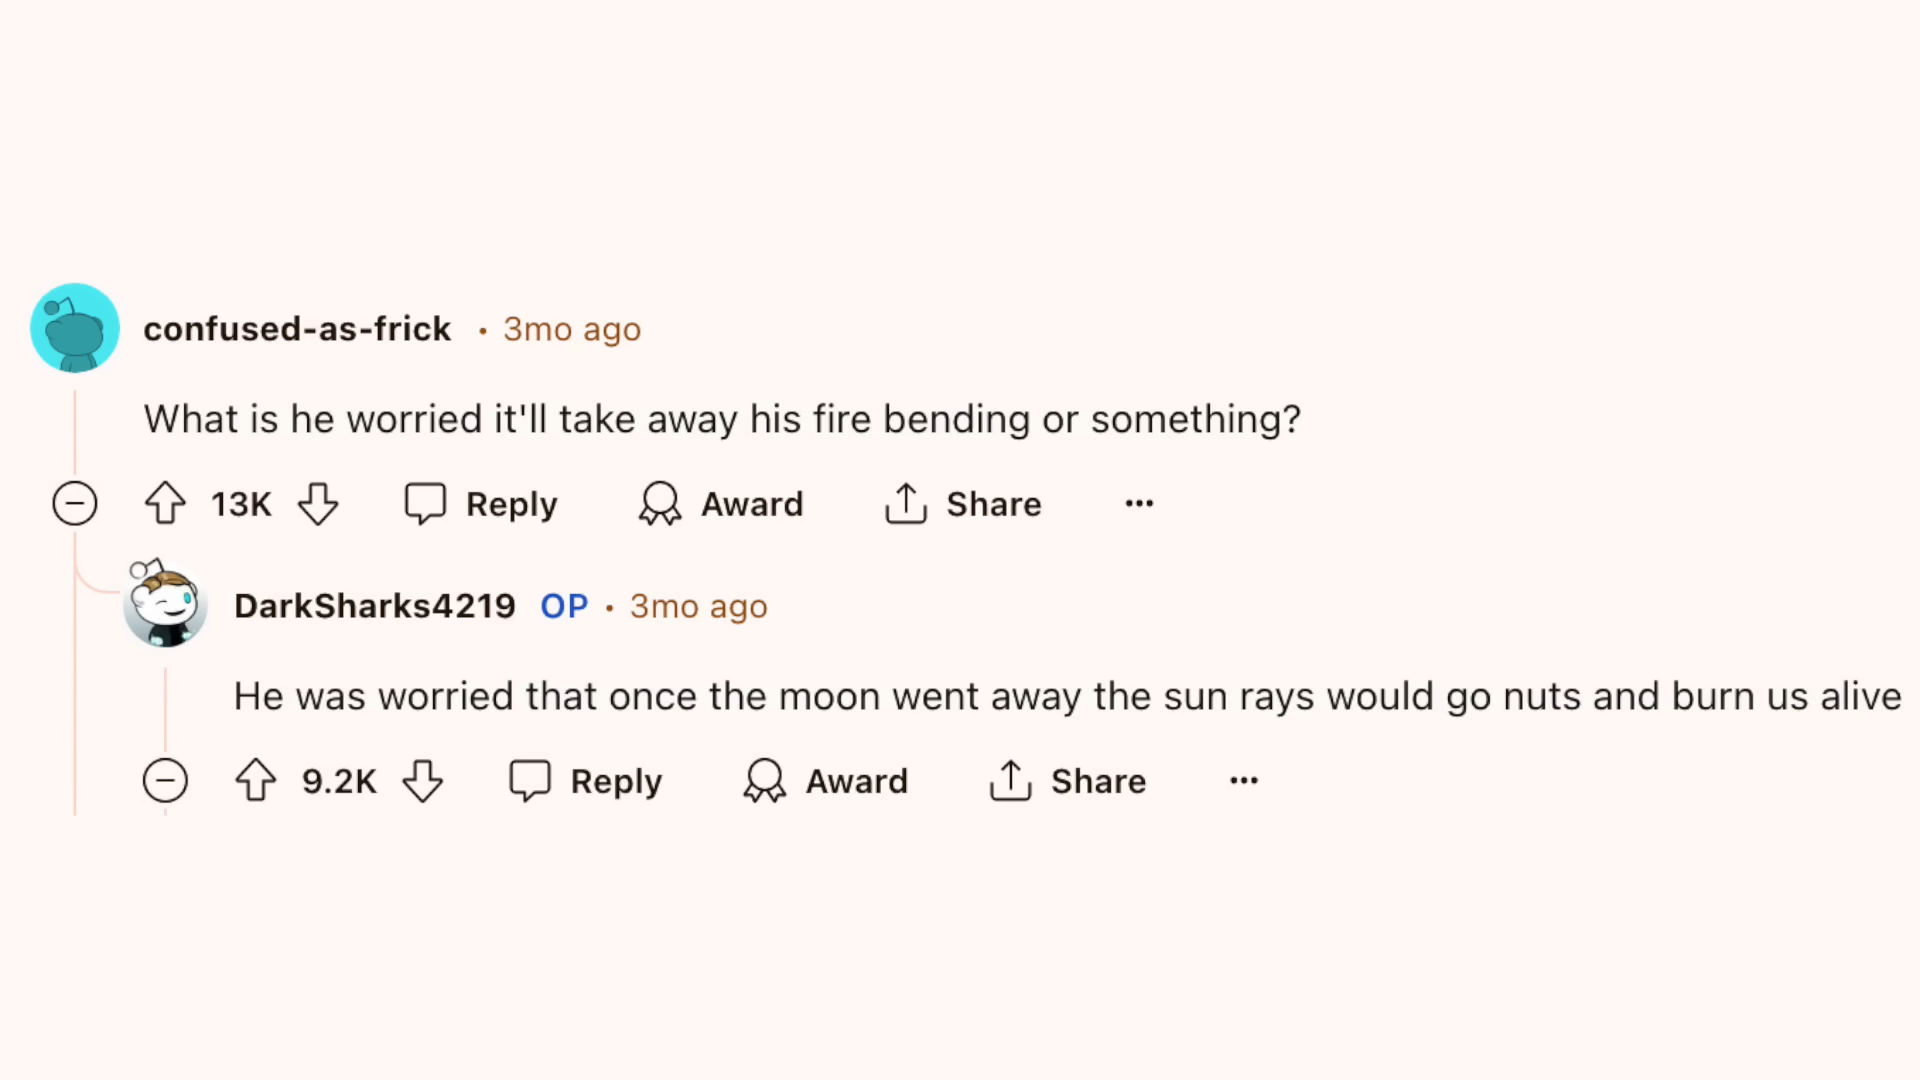 confused-as-frick • 3mo ago
What is he worried it'll take away his fire bending or something?
13K Reply Award Share ...
DarkSharks4219 OP • 3mo ago
He was worried that once the moon went away the sun rays would go nuts and burn us alive
9.2K Reply Award Share ...